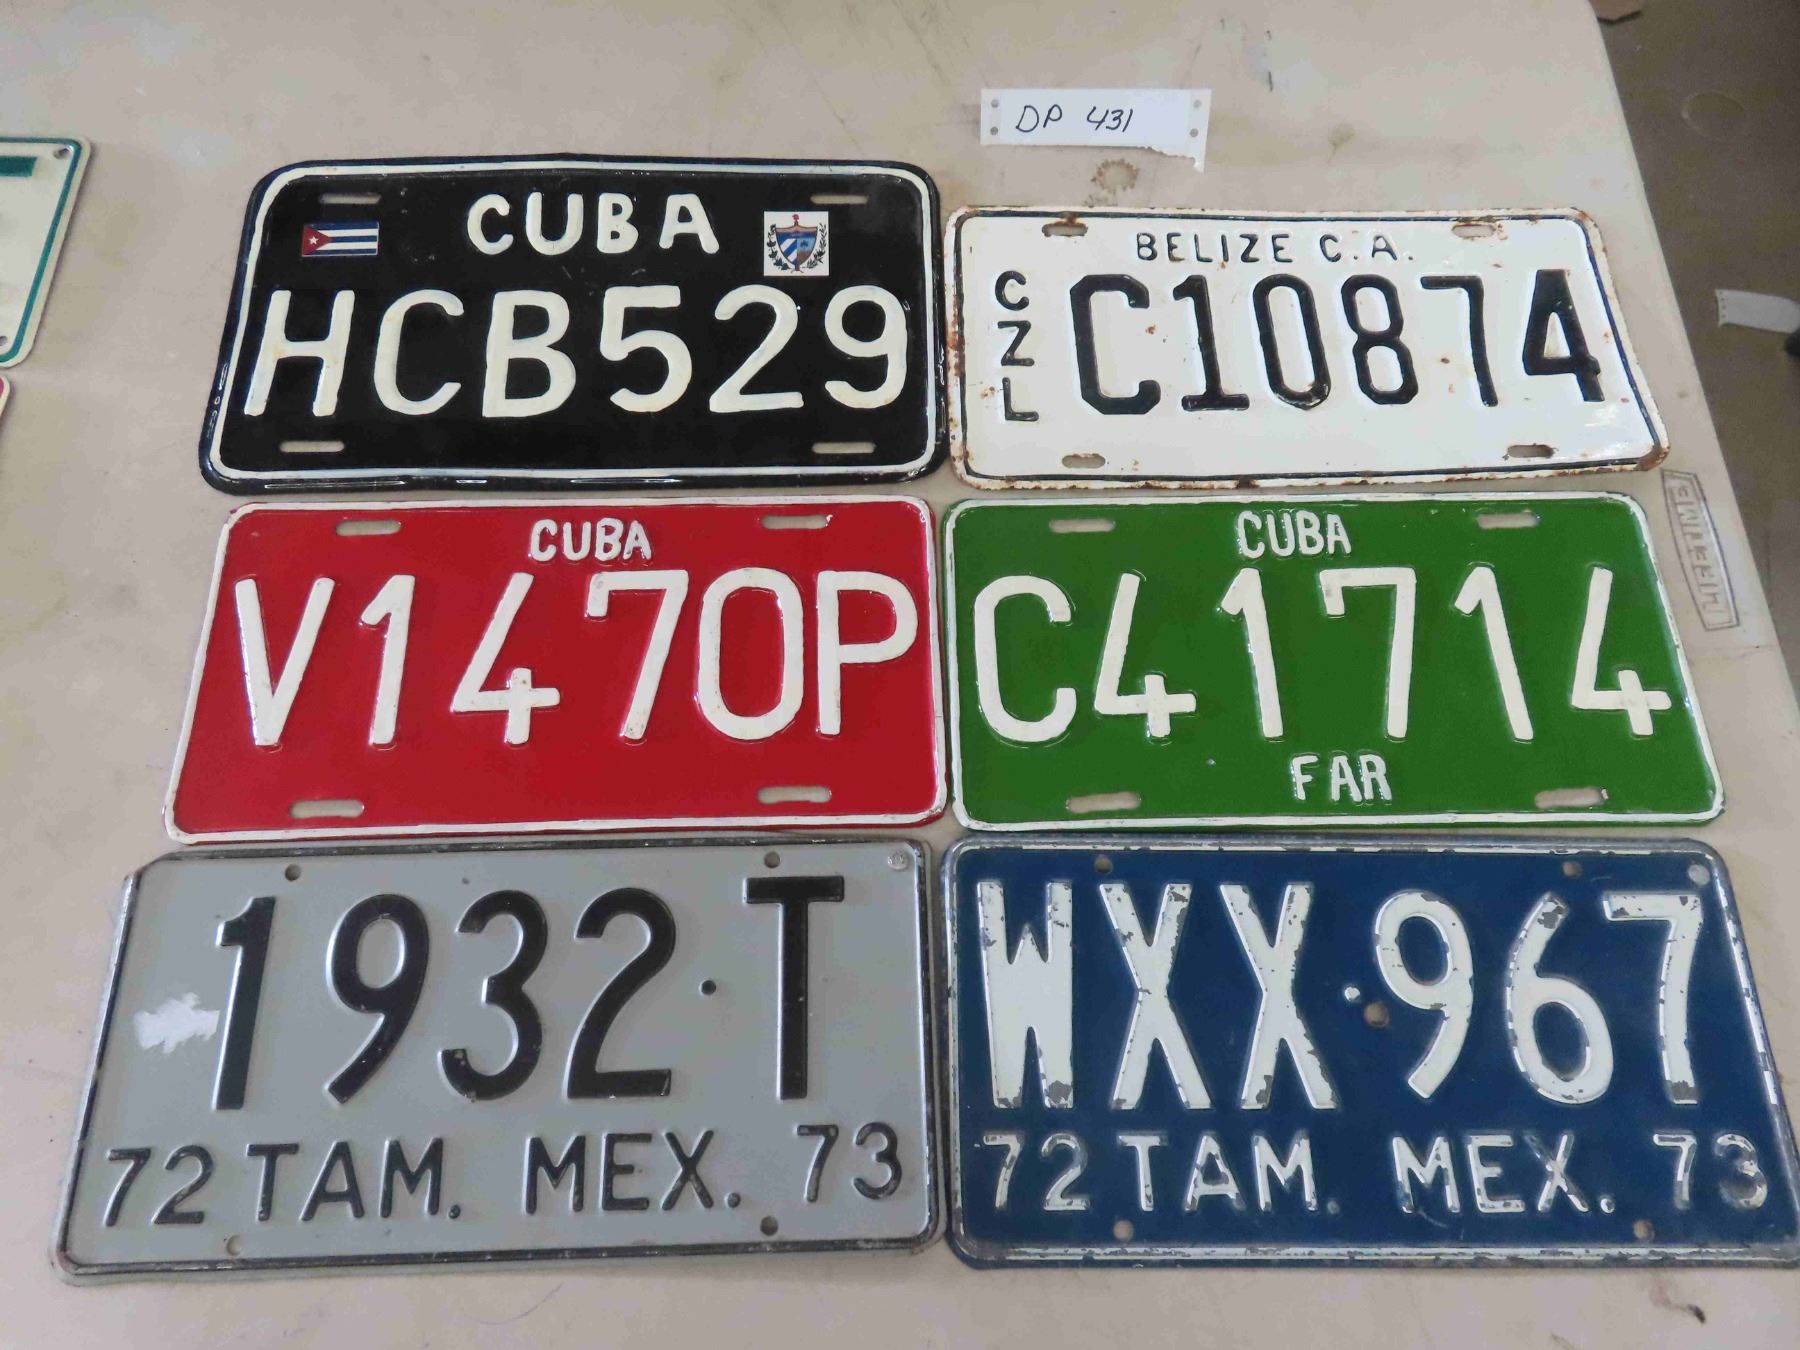 DP 431
CUBA
HCB529
BELIZE C.A.
CZL
C10874
CUBA
V1470P
CUBA
C41714
FAR
1932·T
72 TAM. MEX. 73
WXX·967
72 TAM. MEX. 73
LIFETIME